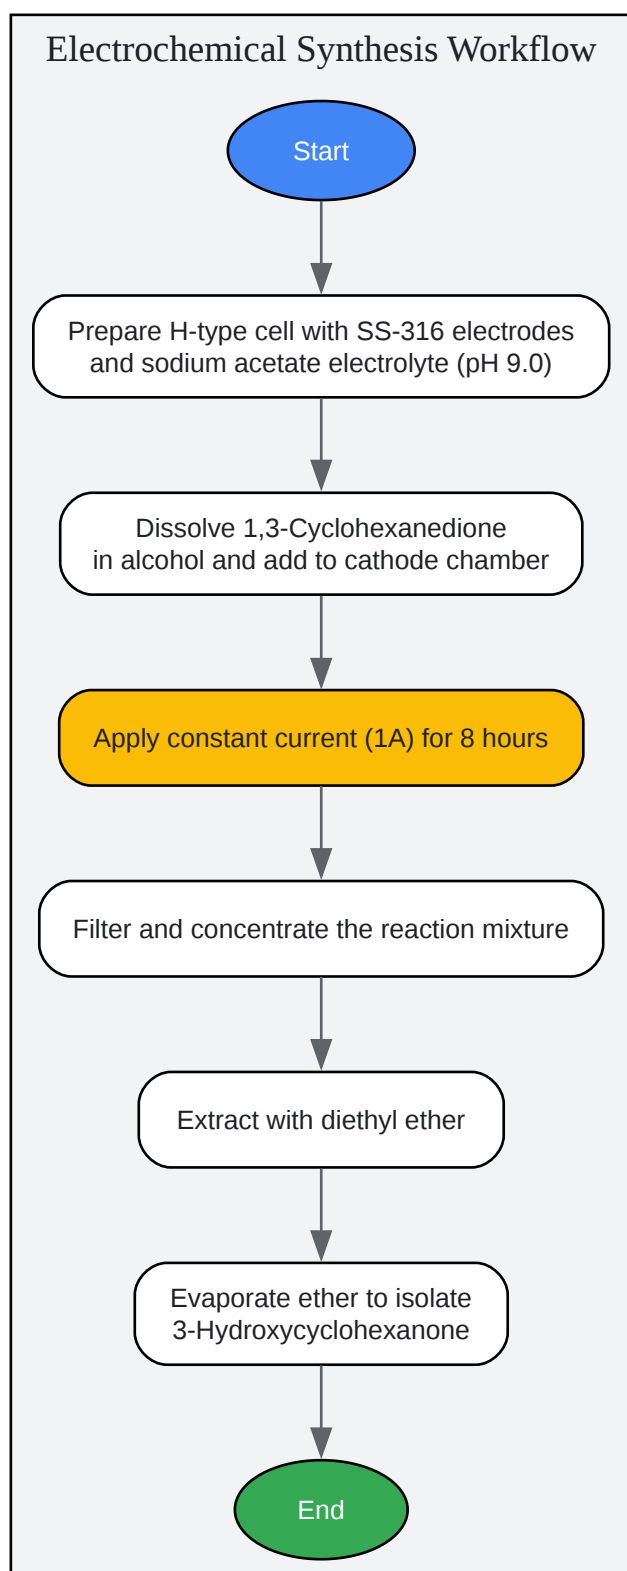 Electrochemical Synthesis Workflow
Start
Prepare H-type cell with SS-316 electrodes
and sodium acetate electrolyte (pH 9.0)
Dissolve 1,3-Cyclohexanedione
in alcohol and add to cathode chamber
Apply constant current (1A) for 8 hours
Filter and concentrate the reaction mixture
Extract with diethyl ether
Evaporate ether to isolate
3-Hydroxycyclohexanone
End